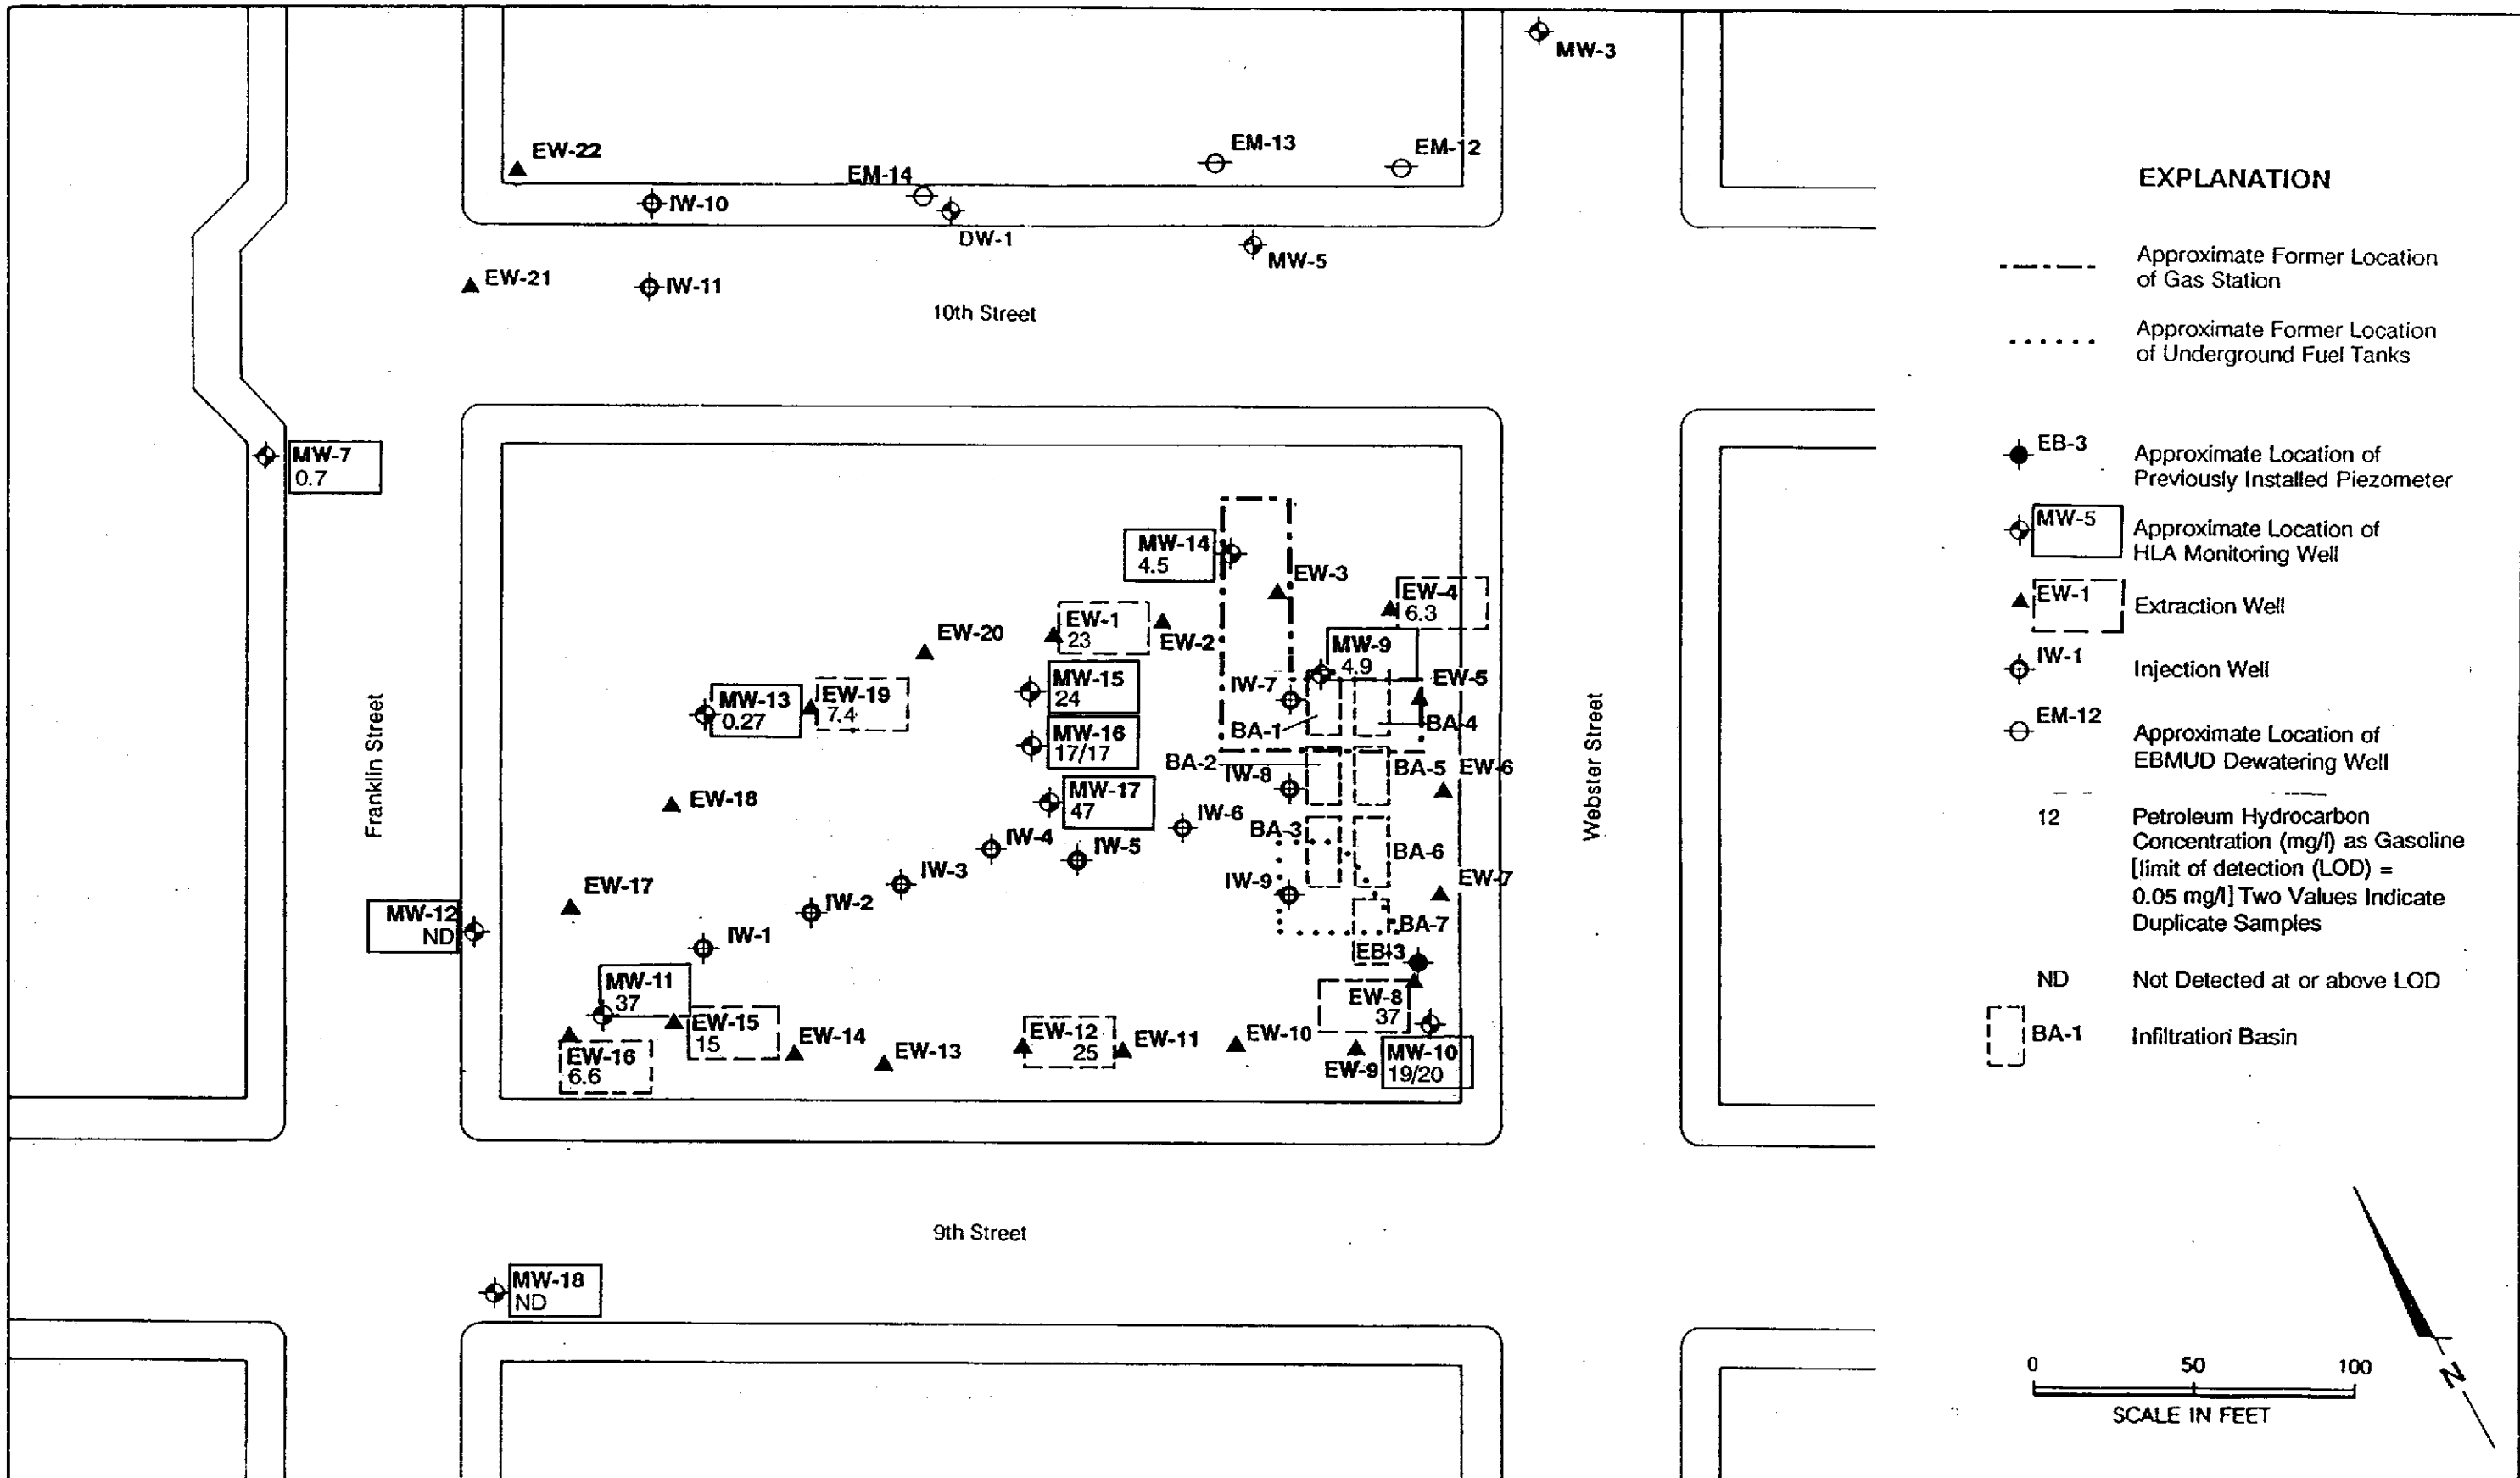 MW-3
EW-22
EM-13
EM-12
EM-14
IW-10
DW-1
MW-5
EW-21
IW-11
10th Street
MW-7
0.7
MW-14
4.5
EW-3
EW-4
6.3
EW-1
23
EW-2
EW-20
MW-9
4.9
MW-15
24
IW-7
EW-5
MW-13
0.27
EW-19
7.4
BA-1
BA-4
MW-16
17/17
BA-2
IW-8
BA-5
EW-6
MW-17
47
EW-18
IW-6
BA-3
IW-4
IW-5
BA-6
IW-3
IW-9
EW-7
EW-17
IW-2
MW-12
ND
BA-7
IW-1
EB-3
MW-11
37
EW-8
37
EW-15
15
EW-14
EW-12
25
EW-11
EW-10
EW-13
EW-16
6.6
EW-9
MW-10
19/20
Franklin Street
Webster Street
9th Street
MW-18
ND
EXPLANATION
Approximate Former Location
of Gas Station
Approximate Former Location
of Underground Fuel Tanks
EB-3
Approximate Location of
Previously Installed Piezometer
MW-5
Approximate Location of
HLA Monitoring Well
EW-1
Extraction Well
IW-1
Injection Well
EM-12
Approximate Location of
EBMUD Dewatering Well
12
Petroleum Hydrocarbon
Concentration (mg/l) as Gasoline
[limit of detection (LOD) =
0.05 mg/l] Two Values Indicate
Duplicate Samples
ND
Not Detected at or above LOD
BA-1
Infiltration Basin
N
0 50 100
SCALE IN FEET